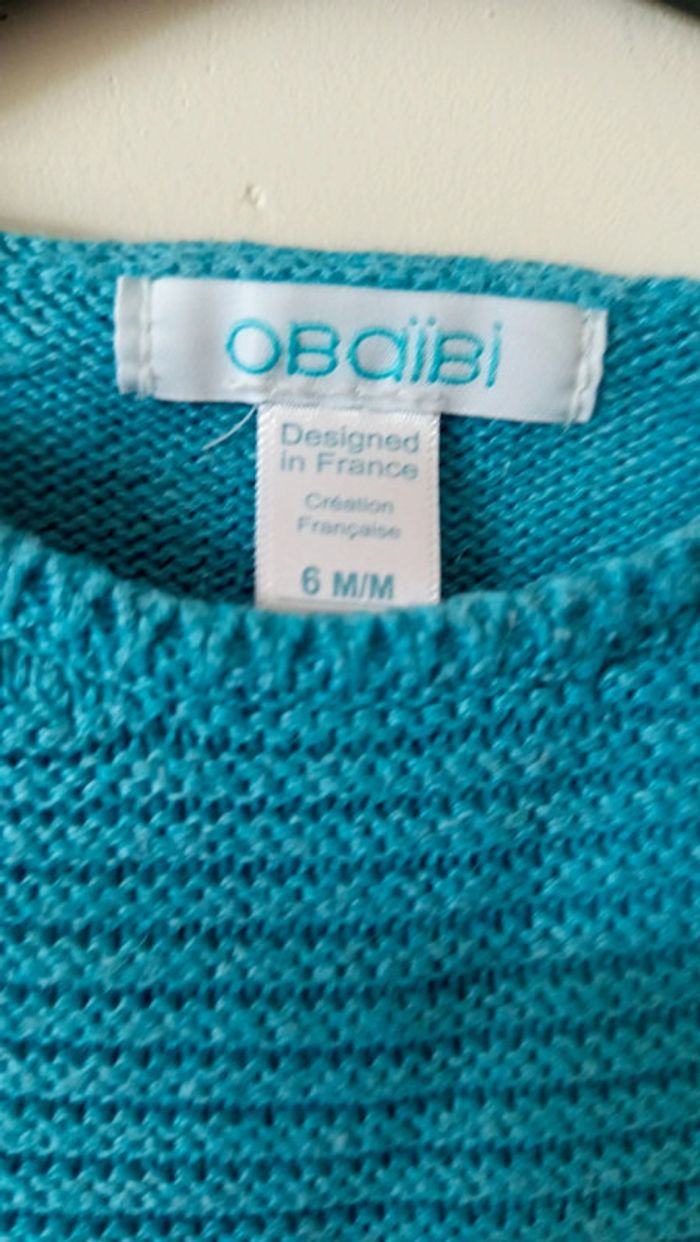 OBaïBi
Designed
in France
Création
Française
6 M/M